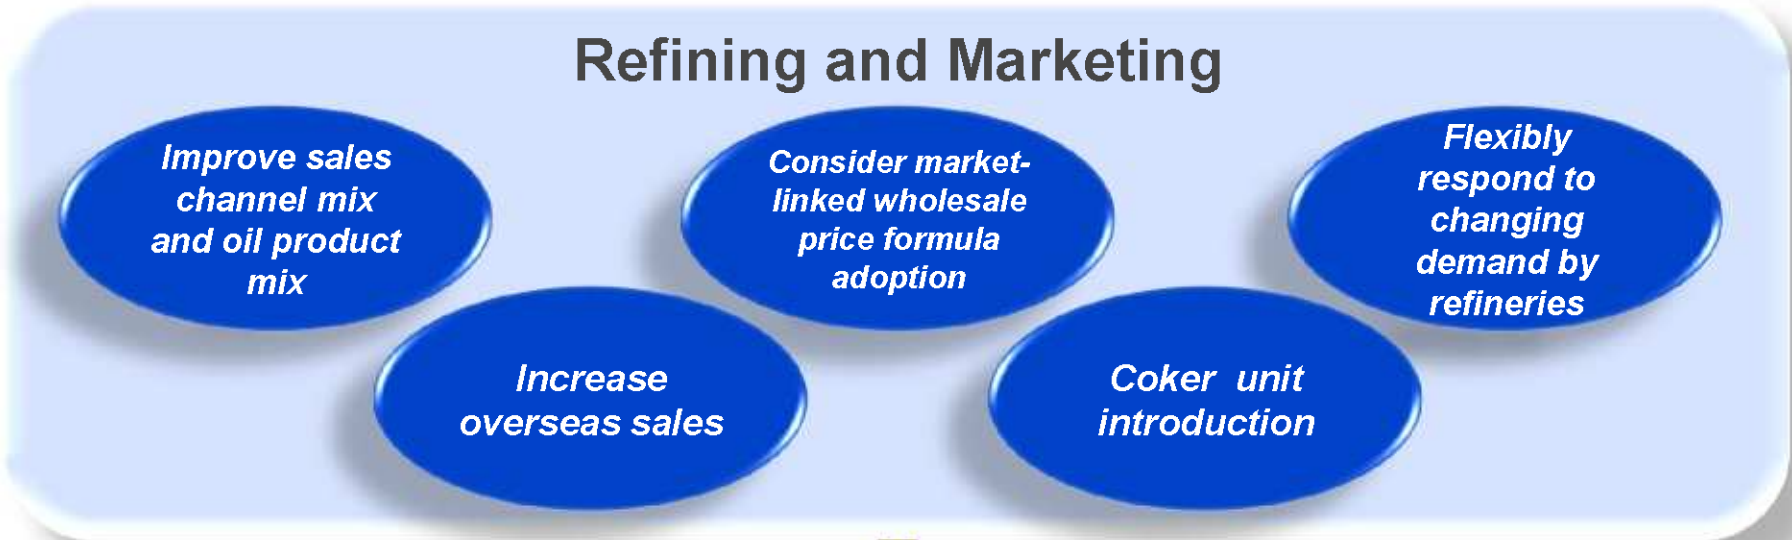 Refining and Marketing
Improve sales
channel mix
and oil product
mix
Increase
overseas sales
Consider market-
linked wholesale
price formula
adoption
Coker unit
introduction
Flexibly
respond to
changing
demand by
refineries